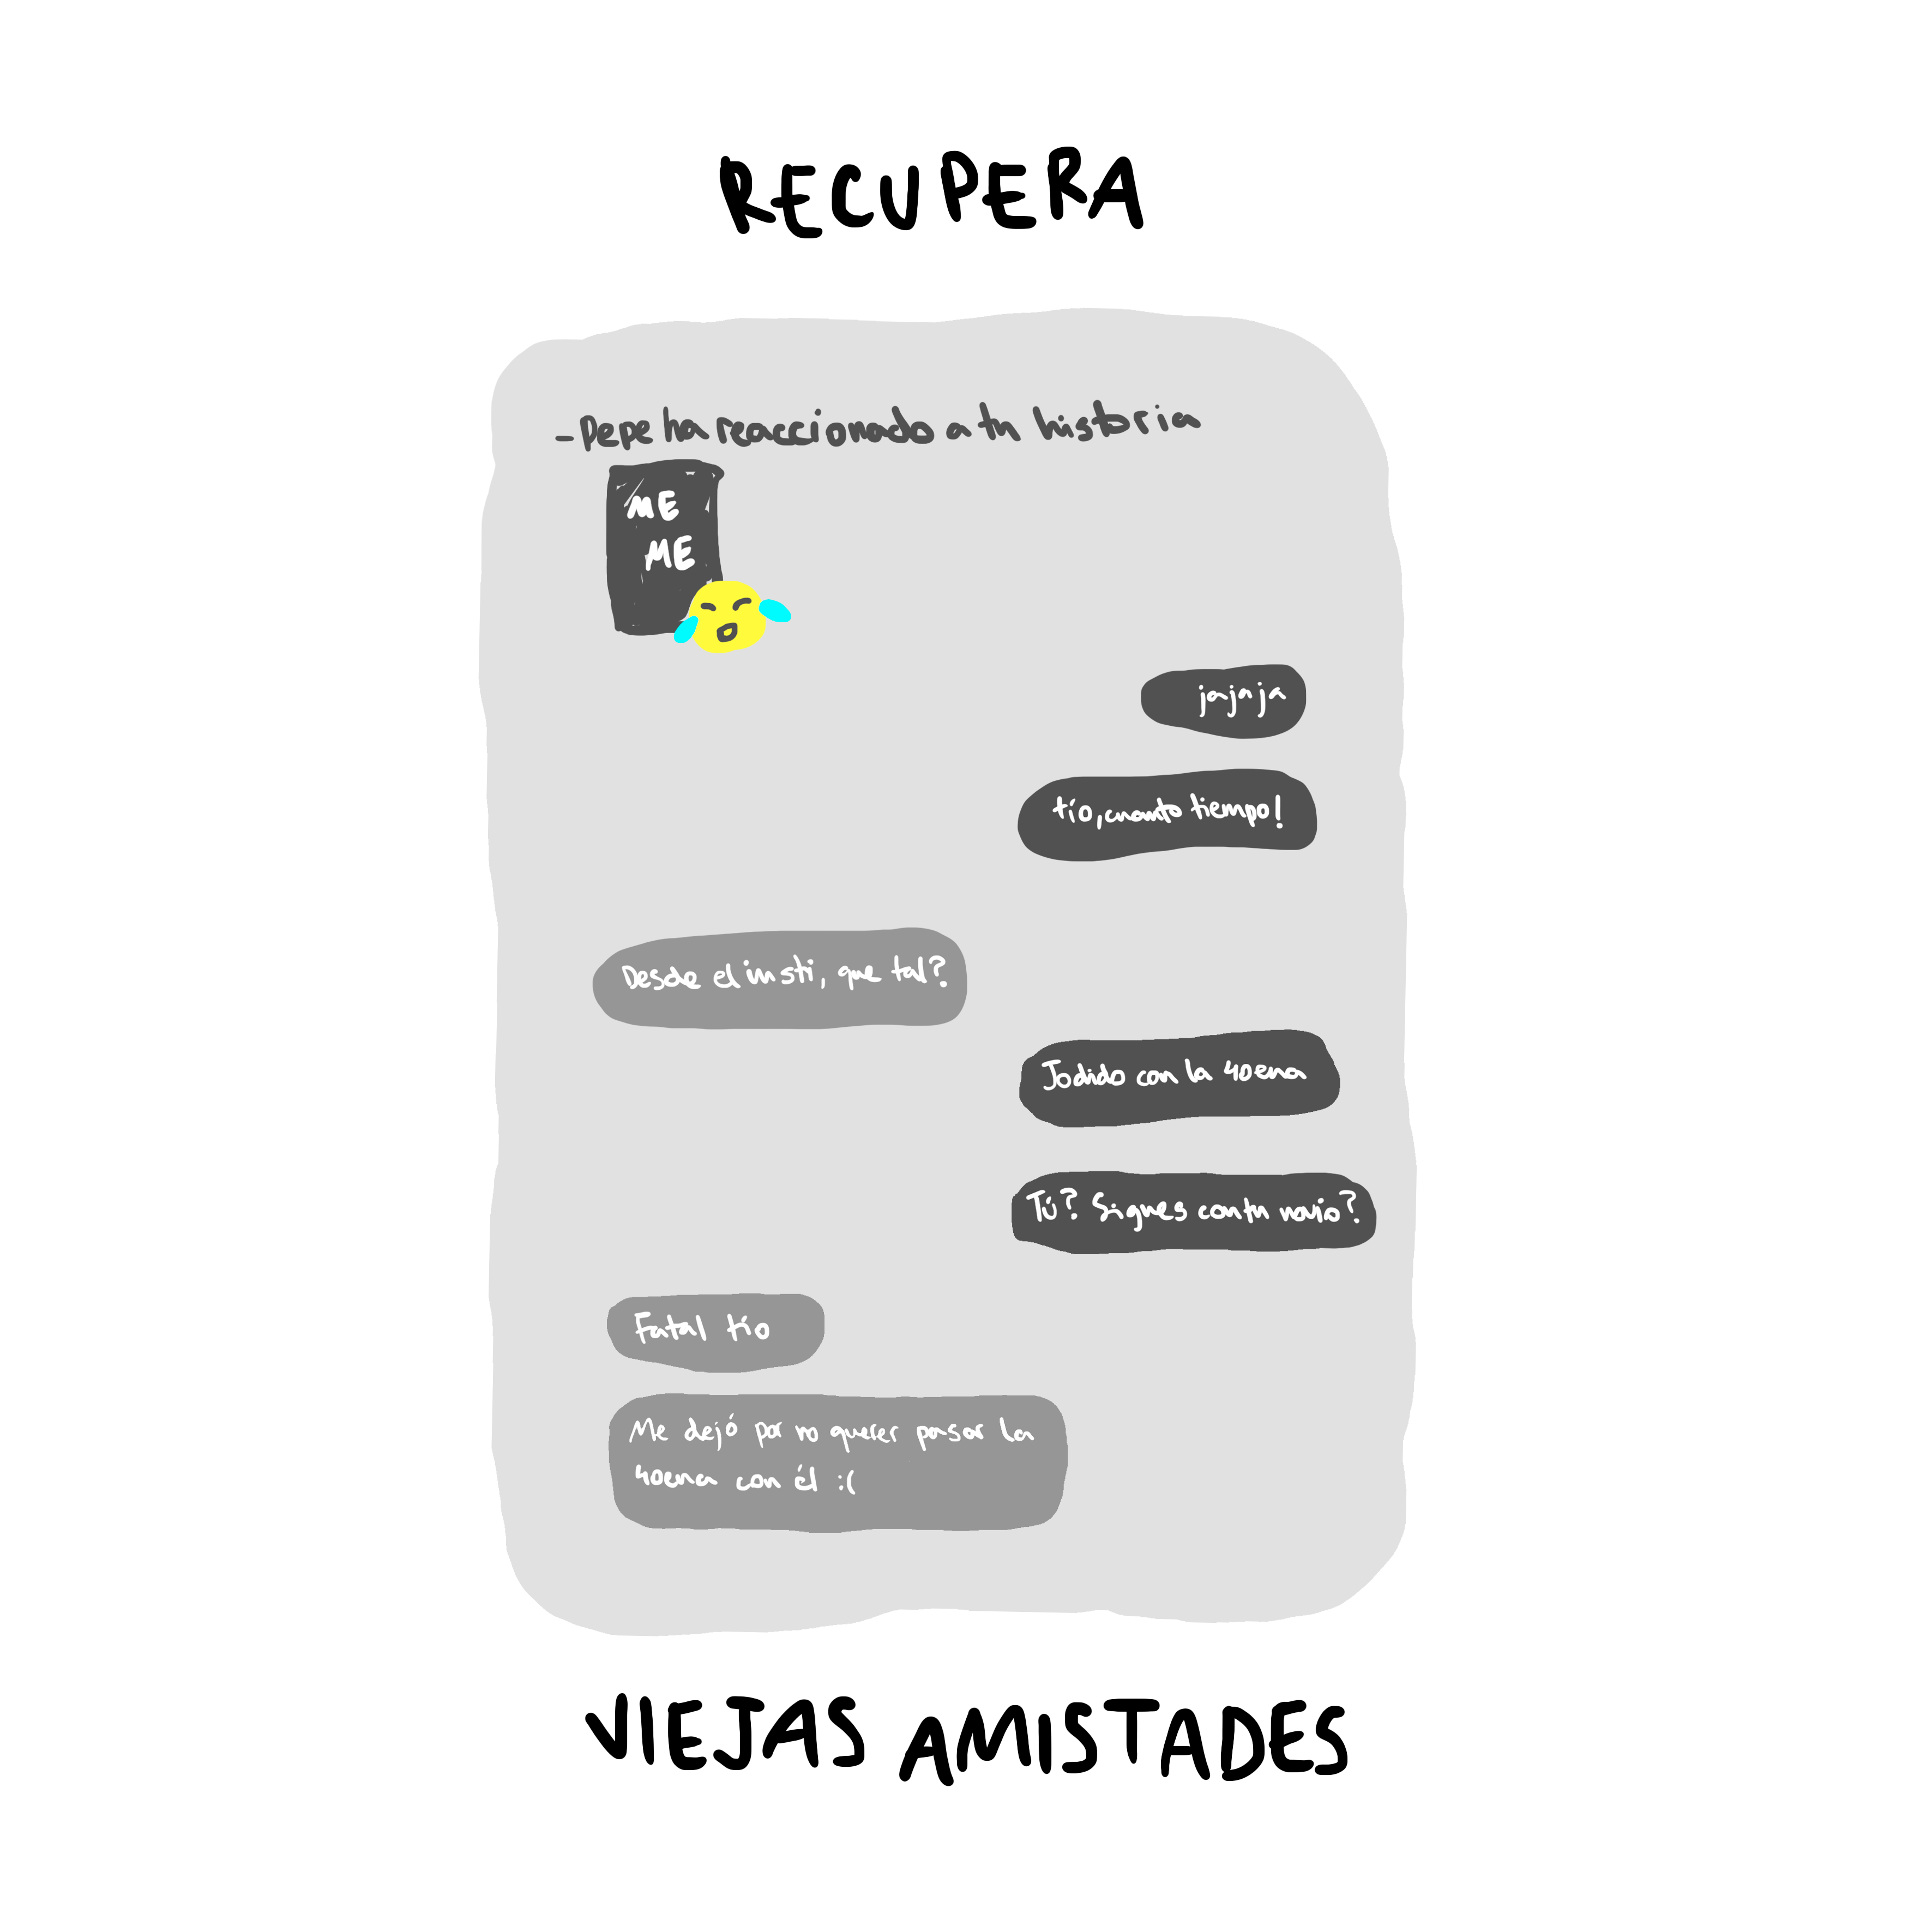 RECUPERA
-Pepe ha Reaccionado a tu historia
ME
ME
jajaja
tío, cuanto tiempo!
Desde el insti, que tal?
Jodido con la 40ena
Tú? Sigues con tu novio?
Fatal tío
Me dejó por no querer pasar la
40ena con él :(
VIEJAS AMISTADES